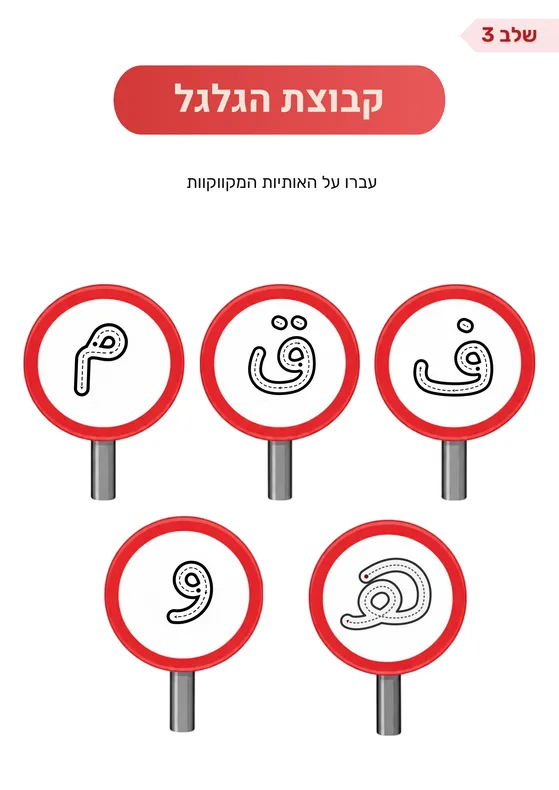 שלב 3
קבוצת הגלגל
עברו על האותיות המקווקוות
ف ق م
ه و